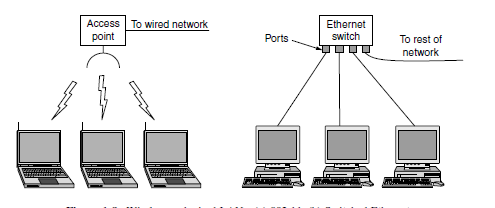 Access
point
To wired network
Ethernet
switch
Ports
To rest of
network